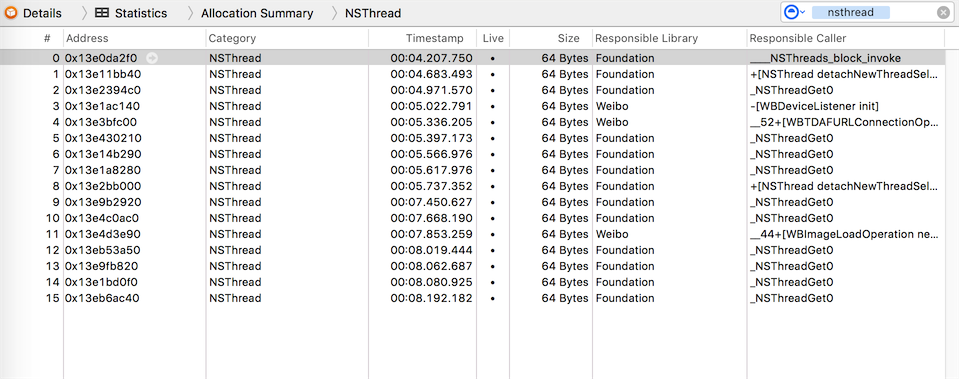 Details Statistics Allocation Summary NSThread nsthread
# Address Category Timestamp Live Size Responsible Library Responsible Caller
0 0x13e0da2f0 NSThread 00:04.207.750 • 64 Bytes Foundation ____NSThreads_block_invoke
1 0x13e11bb40 NSThread 00:04.683.493 • 64 Bytes Foundation +[NSThread detachNewThreadSel...
2 0x13e2394c0 NSThread 00:04.971.570 • 64 Bytes Foundation _NSThreadGet0
3 0x13e1ac140 NSThread 00:05.022.791 • 64 Bytes Weibo -[WBDeviceListener init]
4 0x13e3bfc00 NSThread 00:05.336.205 • 64 Bytes Weibo __52+[WBTDAFURLConnectionOp...
5 0x13e430210 NSThread 00:05.397.173 • 64 Bytes Foundation _NSThreadGet0
6 0x13e14b290 NSThread 00:05.566.976 • 64 Bytes Foundation _NSThreadGet0
7 0x13e1a8280 NSThread 00:05.617.976 • 64 Bytes Foundation _NSThreadGet0
8 0x13e2bb000 NSThread 00:05.737.352 • 64 Bytes Foundation +[NSThread detachNewThreadSel...
9 0x13e9b2920 NSThread 00:07.450.627 • 64 Bytes Foundation _NSThreadGet0
10 0x13e4c0ac0 NSThread 00:07.668.190 • 64 Bytes Foundation _NSThreadGet0
11 0x13e4d3e90 NSThread 00:07.853.259 • 64 Bytes Weibo __44+[WBImageLoadOperation ne...
12 0x13eb53a50 NSThread 00:08.019.444 • 64 Bytes Foundation _NSThreadGet0
13 0x13e9fb820 NSThread 00:08.062.687 • 64 Bytes Foundation _NSThreadGet0
14 0x13e1bd0f0 NSThread 00:08.080.925 • 64 Bytes Foundation _NSThreadGet0
15 0x13eb6ac40 NSThread 00:08.192.182 • 64 Bytes Foundation _NSThreadGet0